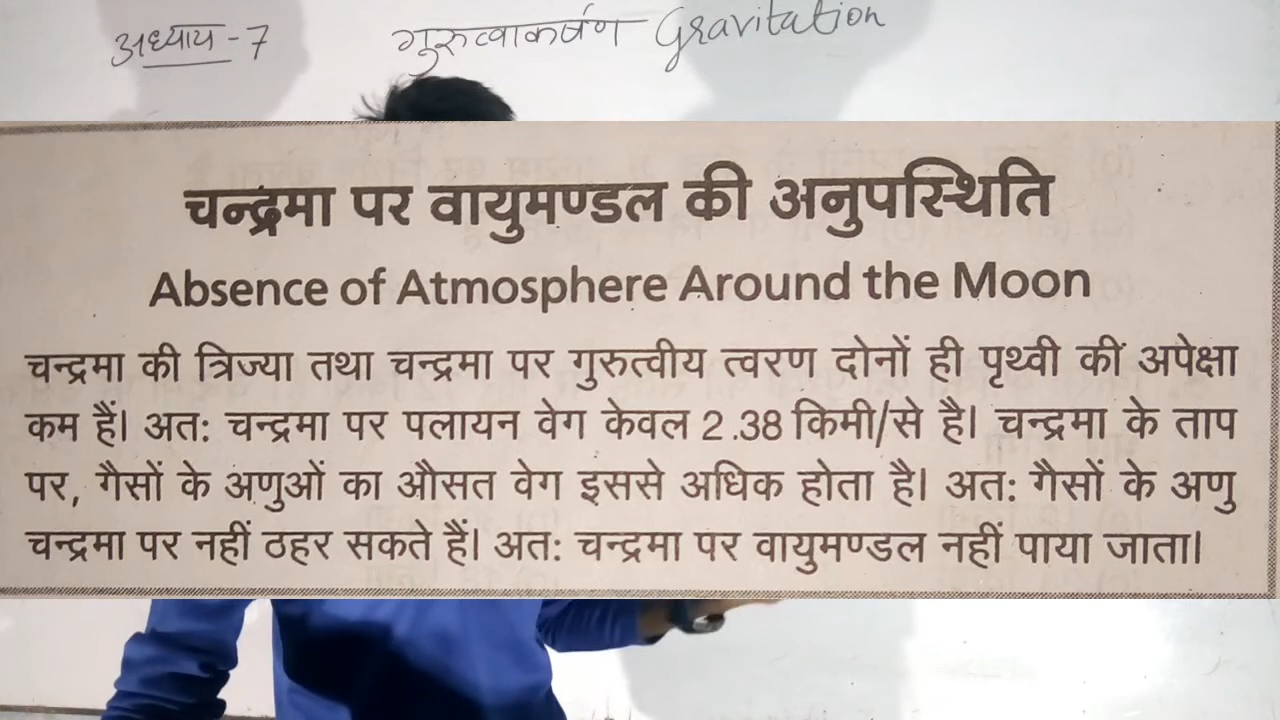 अध्याय - 7 गुरुत्वाकर्षण Gravitation
चन्द्रमा पर वायुमण्डल की अनुपस्थिति
Absence of Atmosphere Around the Moon
चन्द्रमा की त्रिज्या तथा चन्द्रमा पर गुरुत्वीय त्वरण दोनों ही पृथ्वी की अपेक्षा
कम हैं। अतः चन्द्रमा पर पलायन वेग केवल 2.38 किमी/से है। चन्द्रमा के ताप
पर, गैसों के अणुओं का औसत वेग इससे अधिक होता है। अतः गैसों के अणु
चन्द्रमा पर नहीं ठहर सकते हैं। अतः चन्द्रमा पर वायुमण्डल नहीं पाया जाता।